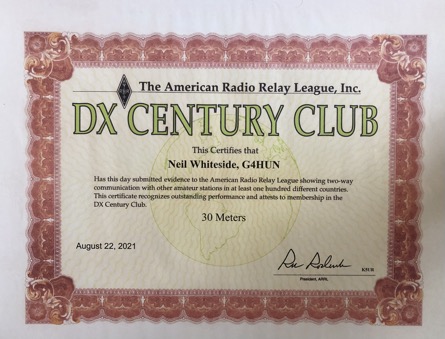 The American Radio Relay League, Inc.
DX CENTURY CLUB
This Certifies that
Neil Whiteside, G4HUN
Has this day submitted evidence to the American Radio Relay League showing two-way
communication with other amateur stations in at least one hundred different countries.
This certificate recognizes outstanding performance and attests to membership in the
DX Century Club.
30 Meters
August 22, 2021
K5UR
President, ARRL